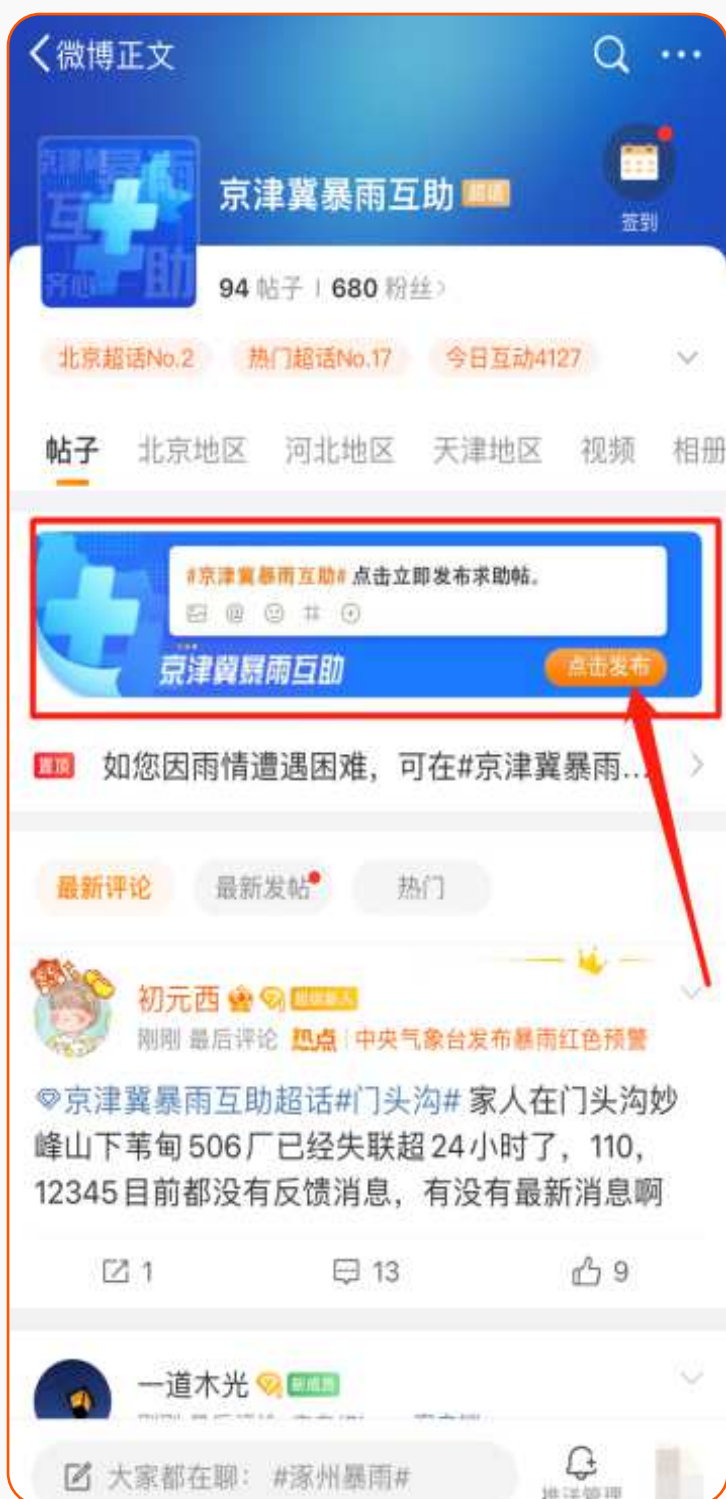 微博正文
京津冀暴雨互助 超话
签到
94 帖子 | 680 粉丝
北京超话No.2 热门超话No.17 今日互动4127
帖子 北京地区 河北地区 天津地区 视频 相册
#京津冀暴雨互助# 点击立即发布求助帖。
京津冀暴雨互助 点击发布
置顶 如您因雨情遭遇困难，可在#京津冀暴雨...
最新评论 最新发帖 热门
初元西
刚刚 最后评论 热点 | 中央气象台发布暴雨红色预警
京津冀暴雨互助超话#门头沟# 家人在门头沟妙
峰山下苇甸506厂已经失联超24小时了，110，
12345目前都没有反馈消息，有没有最新消息啊
1 13 9
一道木光 新成员
大家都在聊： #涿州暴雨#
推送管理